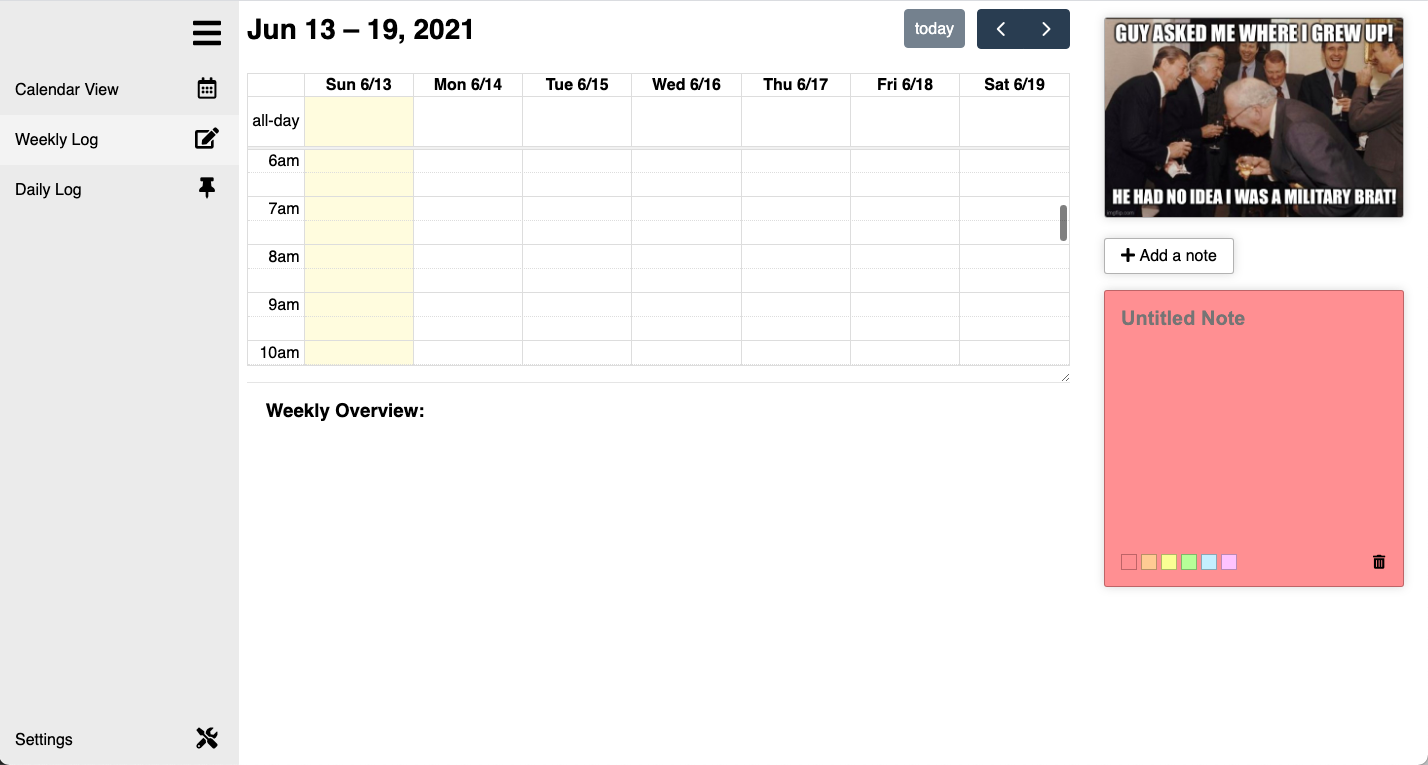 Calendar View
Weekly Log
Daily Log
Settings
Jun 13 – 19, 2021
today
Sun 6/13 Mon 6/14 Tue 6/15 Wed 6/16 Thu 6/17 Fri 6/18 Sat 6/19
all-day
6am
7am
8am
9am
10am
Weekly Overview:
GUY ASKED ME WHERE I GREW UP!
HE HAD NO IDEA I WAS A MILITARY BRAT!
imgflip.com
Add a note
Untitled Note